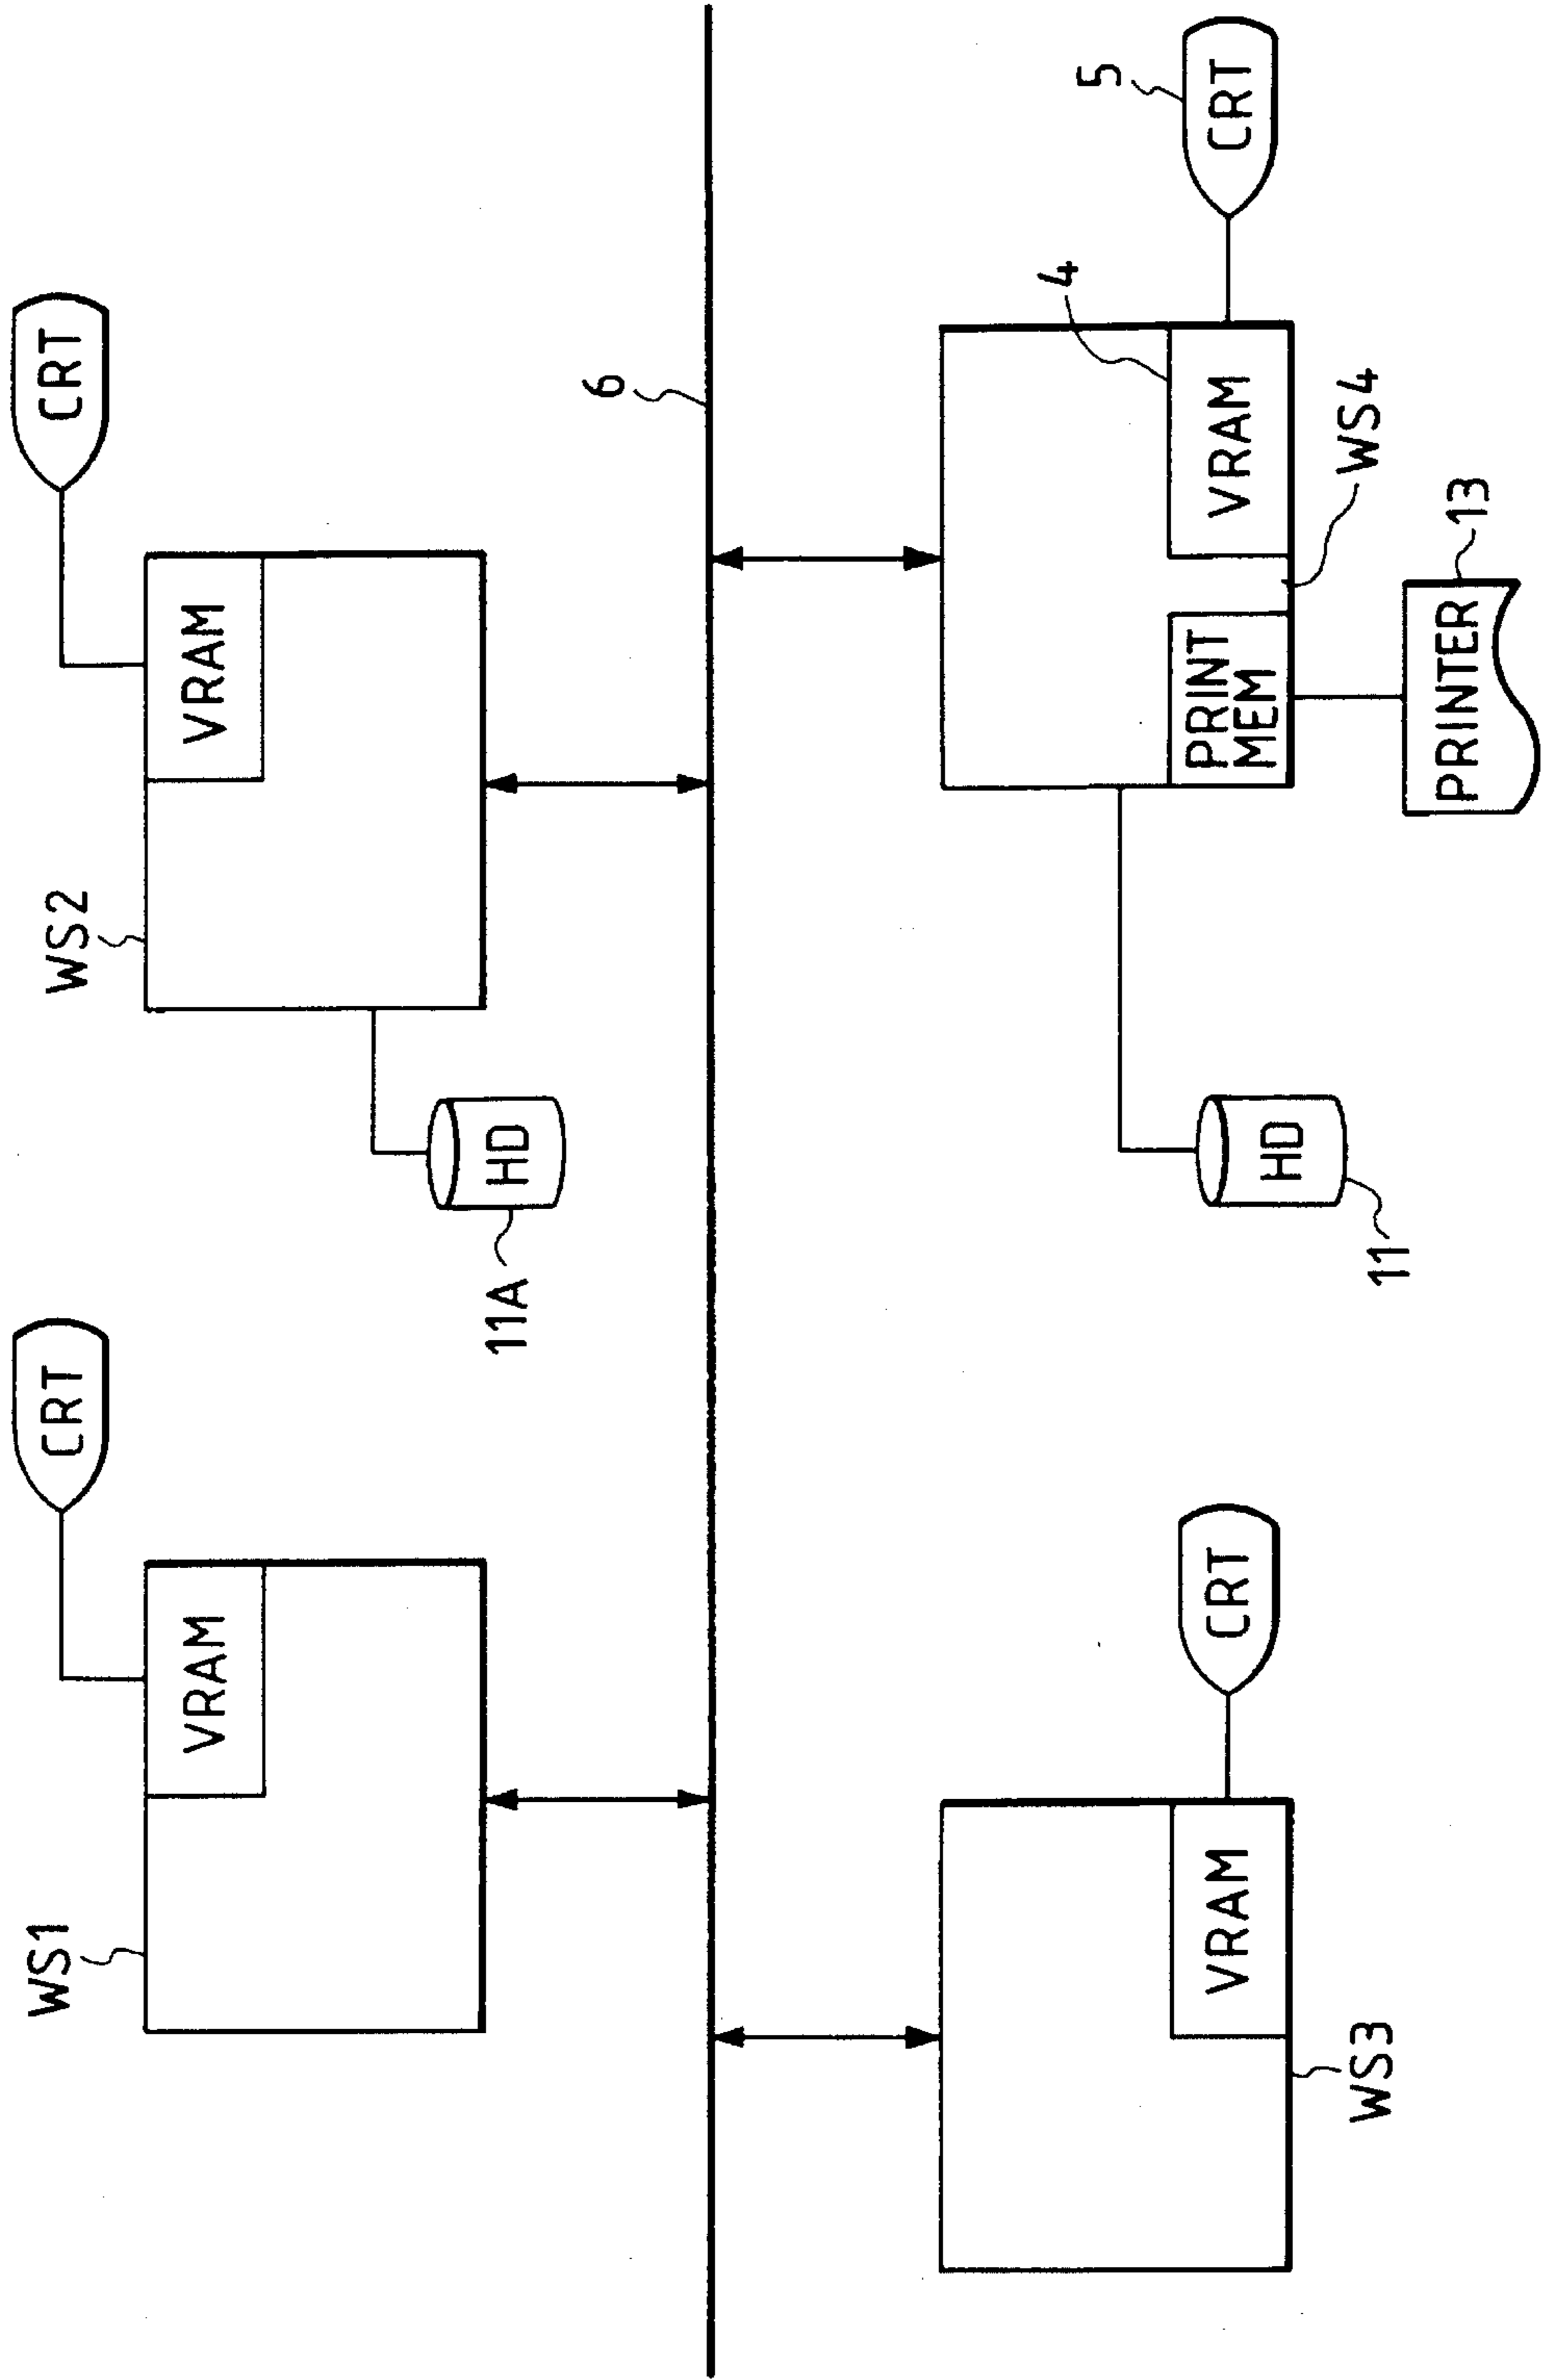 CRT
CRT
WS1
VRAM
WS2
VRAM
11A
HD
6
4
5
CRT
VRAM
CRT
HD
PRINT
MEM
VRAM
WS3
11
WS4
PRINTER
13